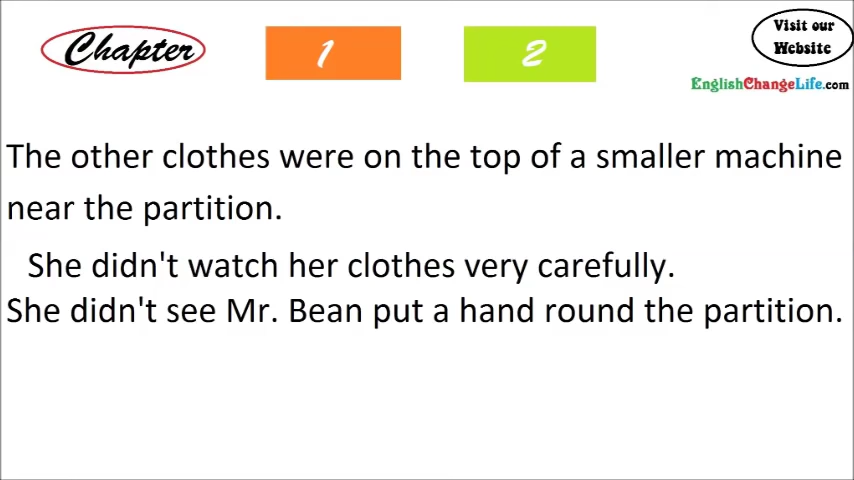 Chapter
1
2
Visit our
Website
EnglishChangeLife.com
The other clothes were on the top of a smaller machine
near the partition.
She didn't watch her clothes very carefully.
She didn't see Mr. Bean put a hand round the partition.